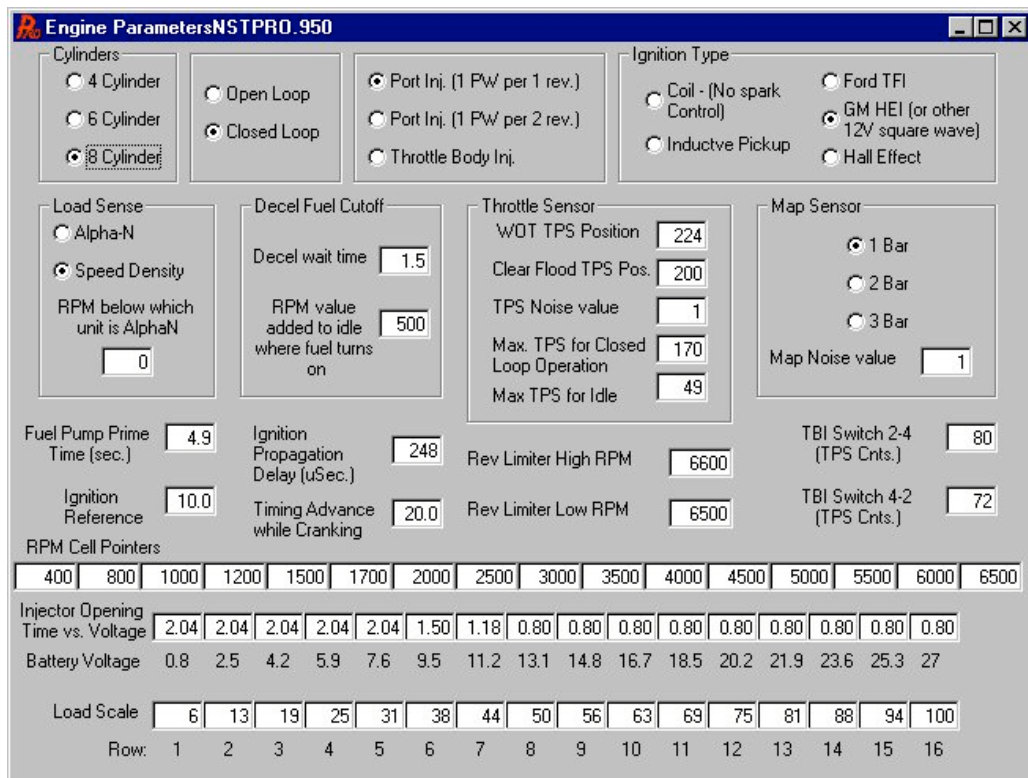 Engine ParametersNSTPRO.950
Cylinders
4 Cylinder
6 Cylinder
8 Cylinder
Open Loop
Closed Loop
Port Inj. (1 PW per 1 rev.)
Port Inj. (1 PW per 2 rev.)
Throttle Body Inj.
Ignition Type
Coil - (No spark
Control)
Inductve Pickup
Ford TFI
GM HEI (or other
12V square wave)
Hall Effect
Load Sense
Alpha-N
Speed Density
RPM below which
unit is AlphaN
0
Decel Fuel Cutoff
Decel wait time 1.5
RPM value
added to idle 500
where fuel turns
on
Throttle Sensor
WOT TPS Position 224
Clear Flood TPS Pos. 200
TPS Noise value 1
Max. TPS for Closed 170
Loop Operation
Max TPS for Idle 49
Map Sensor
1 Bar
2 Bar
3 Bar
Map Noise value 1
Fuel Pump Prime 4.9
Time (sec.)
Ignition 10.0
Reference
Ignition
Propagation 248
Delay (uSec.)
Timing Advance 20.0
while Cranking
Rev Limiter High RPM 6600
Rev Limiter Low RPM 6500
TBI Switch 2-4 80
(TPS Cnts.)
TBI Switch 4-2 72
(TPS Cnts.)
RPM Cell Pointers
400 800 1000 1200 1500 1700 2000 2500 3000 3500 4000 4500 5000 5500 6000 6500
Injector Opening
Time vs. Voltage 2.04 2.04 2.04 2.04 2.04 1.50 1.18 0.80 0.80 0.80 0.80 0.80 0.80 0.80 0.80 0.80
Battery Voltage 0.8 2.5 4.2 5.9 7.6 9.5 11.2 13.1 14.8 16.7 18.5 20.2 21.9 23.6 25.3 27
Load Scale 6 13 19 25 31 38 44 50 56 63 69 75 81 88 94 100
Row: 1 2 3 4 5 6 7 8 9 10 11 12 13 14 15 16